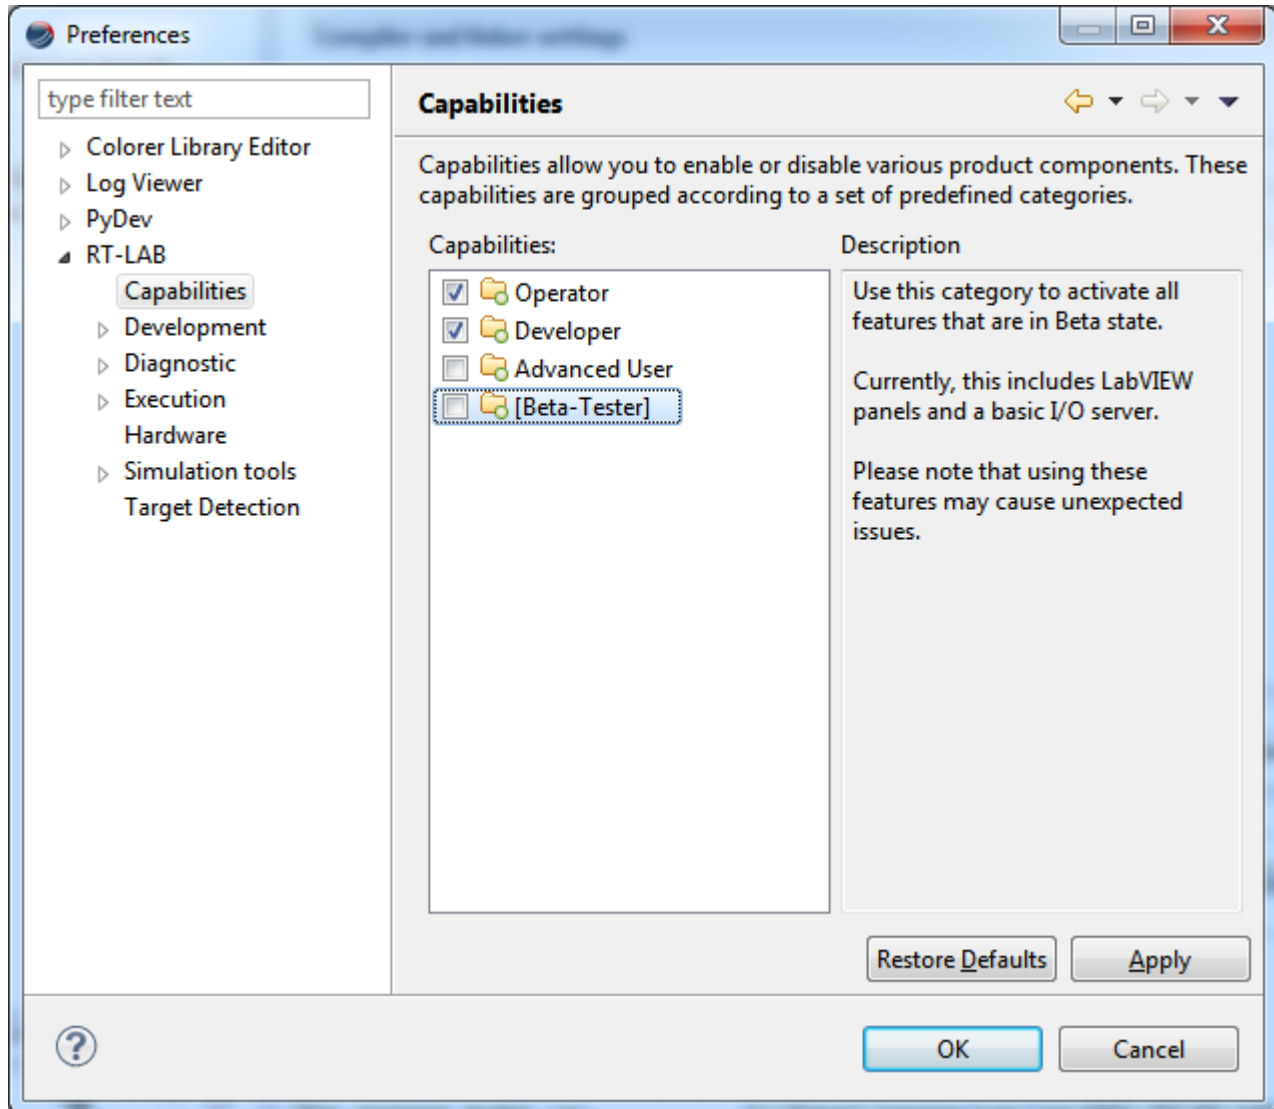 Preferences
Compiler and linker settings
type filter text
Colorer Library Editor
Log Viewer
PyDev
RT-LAB
Capabilities
Development
Diagnostic
Execution
Hardware
Simulation tools
Target Detection
Capabilities
Capabilities allow you to enable or disable various product components. These
capabilities are grouped according to a set of predefined categories.
Capabilities:
Operator
Developer
Advanced User
[Beta-Tester]
Description
Use this category to activate all
features that are in Beta state.
Currently, this includes LabVIEW
panels and a basic I/O server.
Please note that using these
features may cause unexpected
issues.
Restore Defaults
Apply
?
OK
Cancel